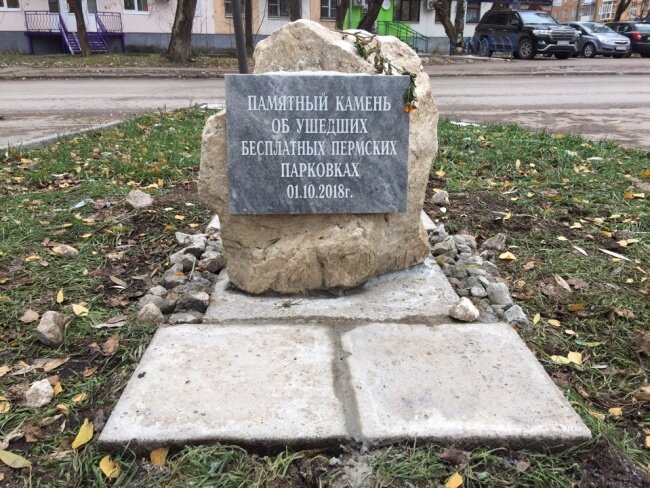 ПАМЯТНЫЙ КАМЕНЬ
ОБ УШЕДШИХ
БЕСПЛАТНЫХ ПЕРМСКИХ
ПАРКОВКАХ
01.10.2018г.